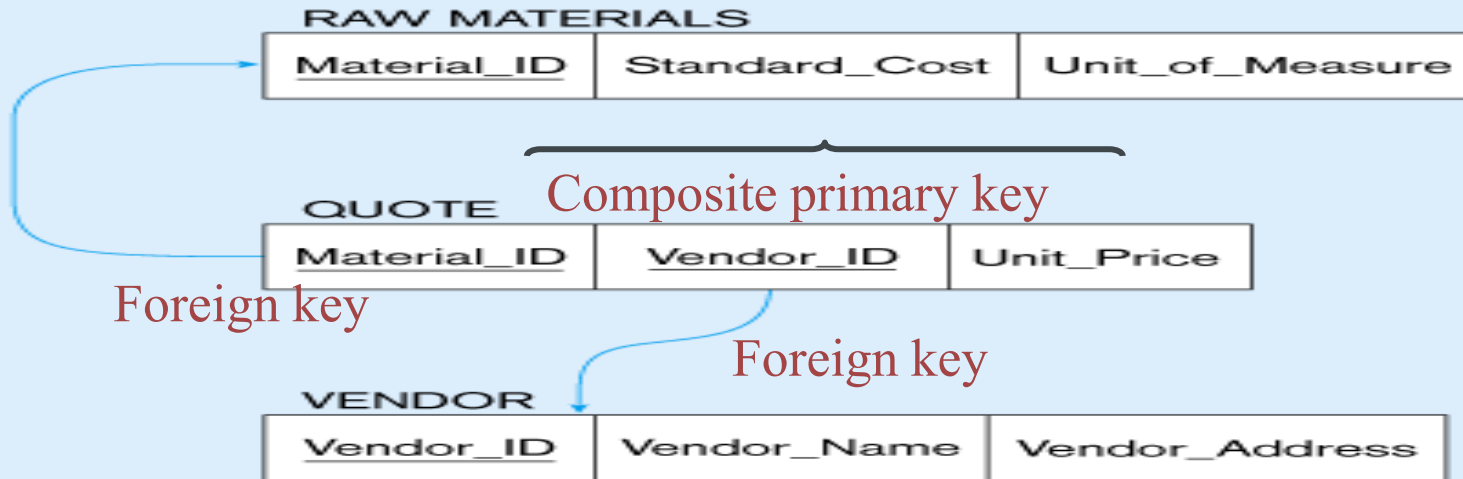 RAW MATERIALS
Material_ID Standard_Cost Unit_of_Measure
Composite primary key
QUOTE
Material_ID Vendor_ID Unit_Price
Foreign key
Foreign key
VENDOR
Vendor_ID Vendor_Name Vendor_Address